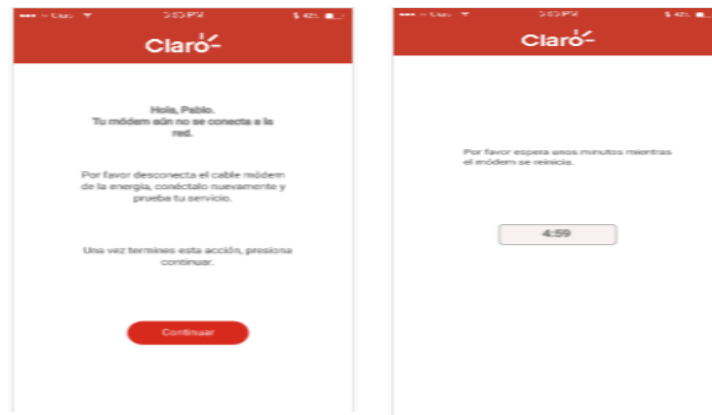 Claro
Hola, Pablo.
Tu módem aún no se conecta a la
red.
Por favor desconecta el cable módem
de la energía, conéctalo nuevamente y
prueba tu servicio.
Una vez termines esta acción, presiona
continuar.
Continuar
Claro
Por favor espera unos minutos mientras
el módem se reinicia.
4:59